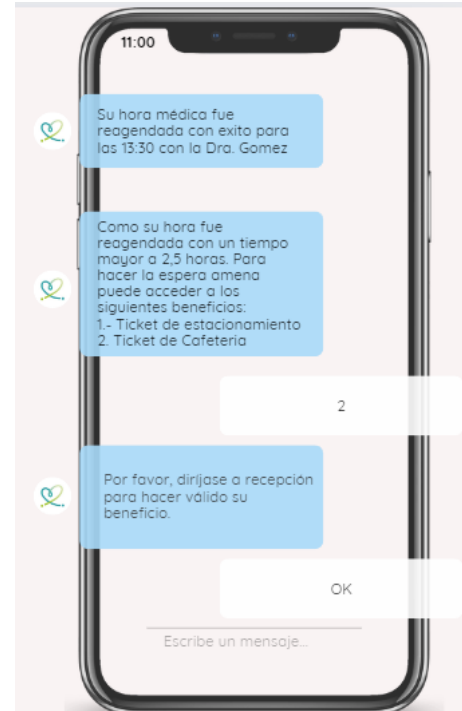 11:00
Su hora médica fue
reagendada con exito para
las 13:30 con la Dra. Gomez
Como su hora fue
reagendada con un tiempo
mayor a 2,5 horas. Para
hacer la espera amena
puede acceder a los
siguientes beneficios:
1.- Ticket de estacionamiento
2. Ticket de Cafeteria
2
Por favor, diríjase a recepción
para hacer válido su
beneficio.
OK
Escribe un mensaje...